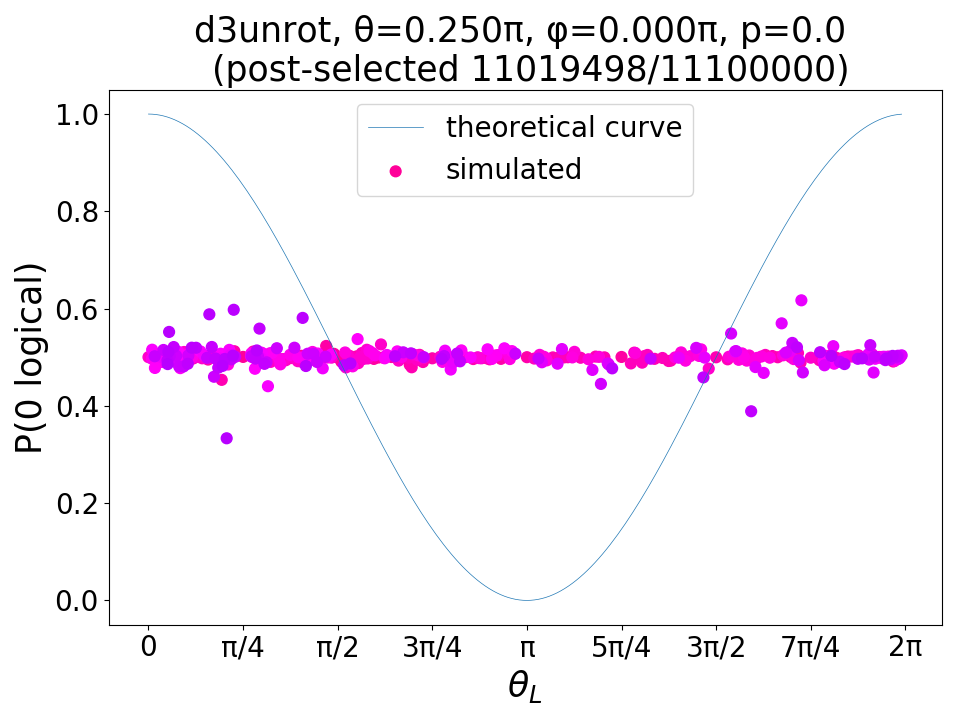 d3unrot, θ=0.250π, φ=0.000π, p=0.0
(post-selected 11019498/11100000)
theoretical curve
simulated
P(0 logical)
1.0
0.8
0.6
0.4
0.2
0.0
0 π/4 π/2 3π/4 π 5π/4 3π/2 7π/4 2π
θ_L